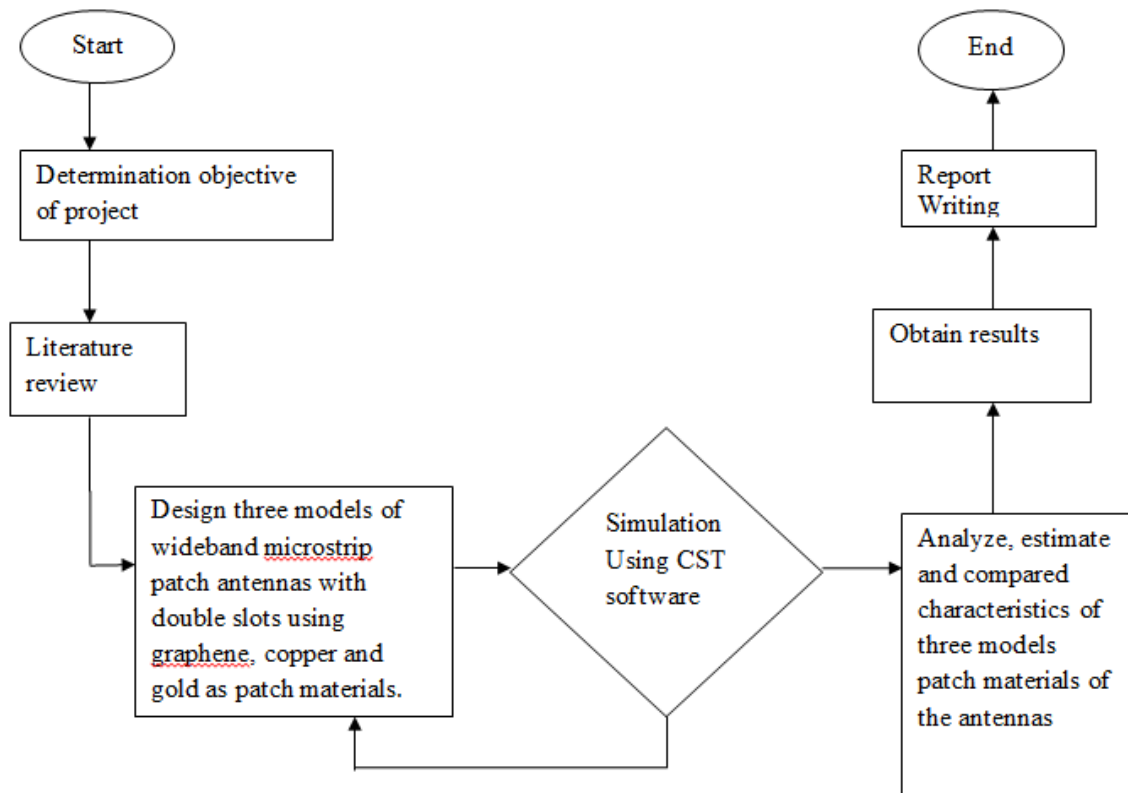 Start
Determination objective
of project
Literature
review
Design three models of
wideband microstrip
patch antennas with
double slots using
graphene, copper and
gold as patch materials.
Simulation
Using CST
software
Analyze, estimate
and compared
characteristics of
three models
patch materials of
the antennas
Obtain results
Report
Writing
End